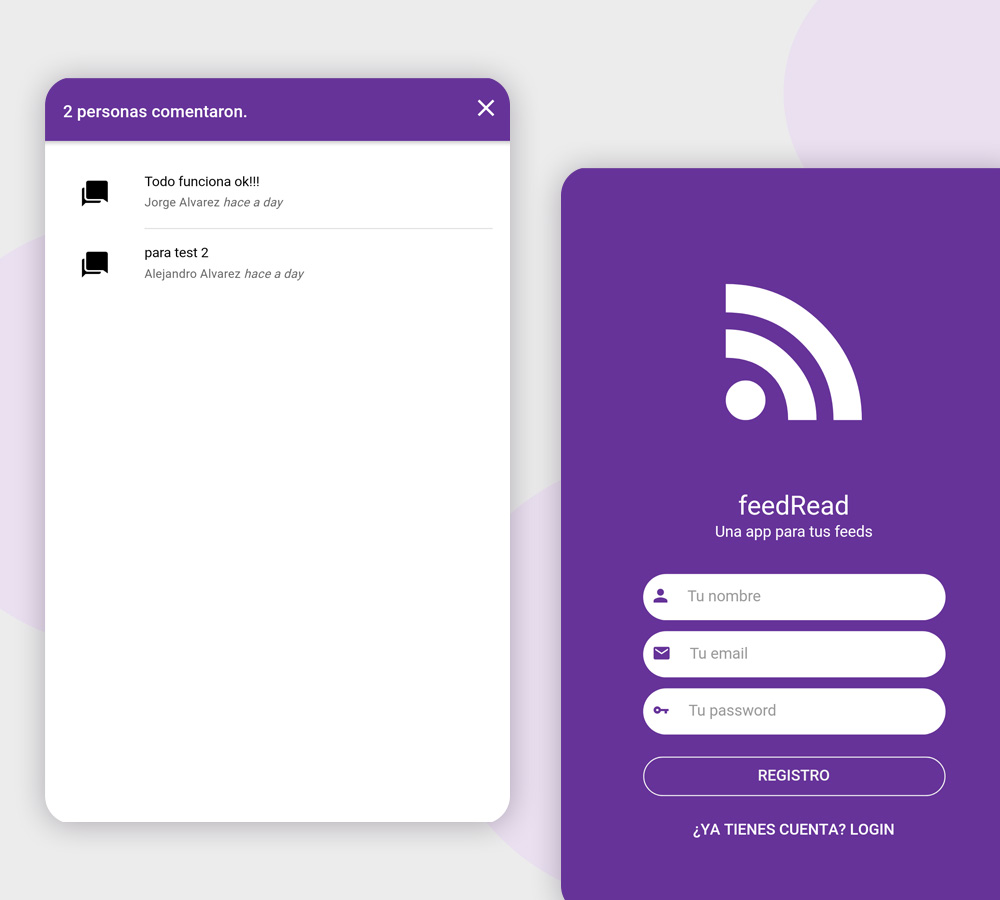 2 personas comentaron.
Todo funciona ok!!!
Jorge Alvarez hace a day
para test 2
Alejandro Alvarez hace a day
feedRead
Una app para tus feeds
Tu nombre
Tu email
Tu password
REGISTRO
¿YA TIENES CUENTA? LOGIN